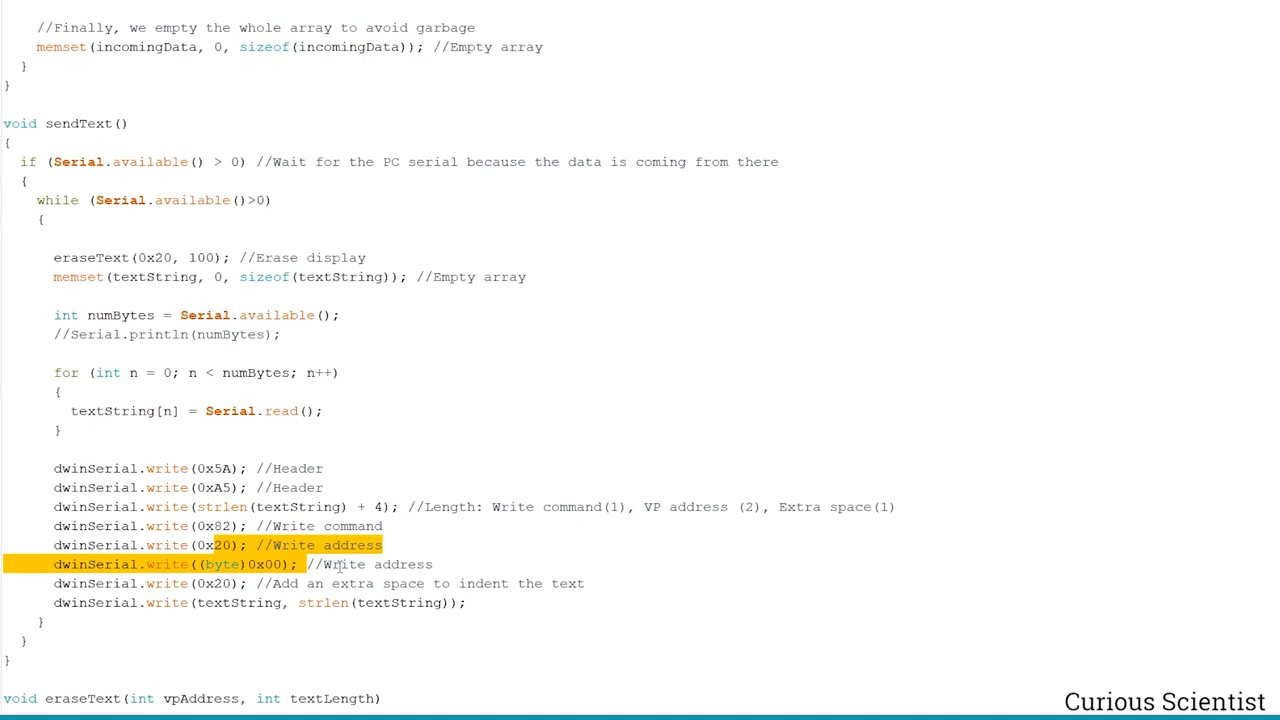 //Finally, we empty the whole array to avoid garbage
memset(incomingData, 0, sizeof(incomingData)); //Empty array
}
}
void sendText()
{
if (Serial.available() > 0) //Wait for the PC serial because the data is coming from there
{
while (Serial.available()>0)
{
eraseText(0x20, 100); //Erase display
memset(textString, 0, sizeof(textString)); //Empty array
int numBytes = Serial.available();
//Serial.println(numBytes);
for (int n = 0; n < numBytes; n++)
{
textString[n] = Serial.read();
}
dwinSerial.write(0x5A); //Header
dwinSerial.write(0xA5); //Header
dwinSerial.write(strlen(textString) + 4); //Length: Write command(1), VP address (2), Extra space(1)
dwinSerial.write(0x82); //Write command
dwinSerial.write(0x20); //Write address
dwinSerial.write((byte)0x00); //Write address
dwinSerial.write(0x20); //Add an extra space to indent the text
dwinSerial.write(textString, strlen(textString));
}
}
}
void eraseText(int vpAddress, int textLength)
Curious Scientist